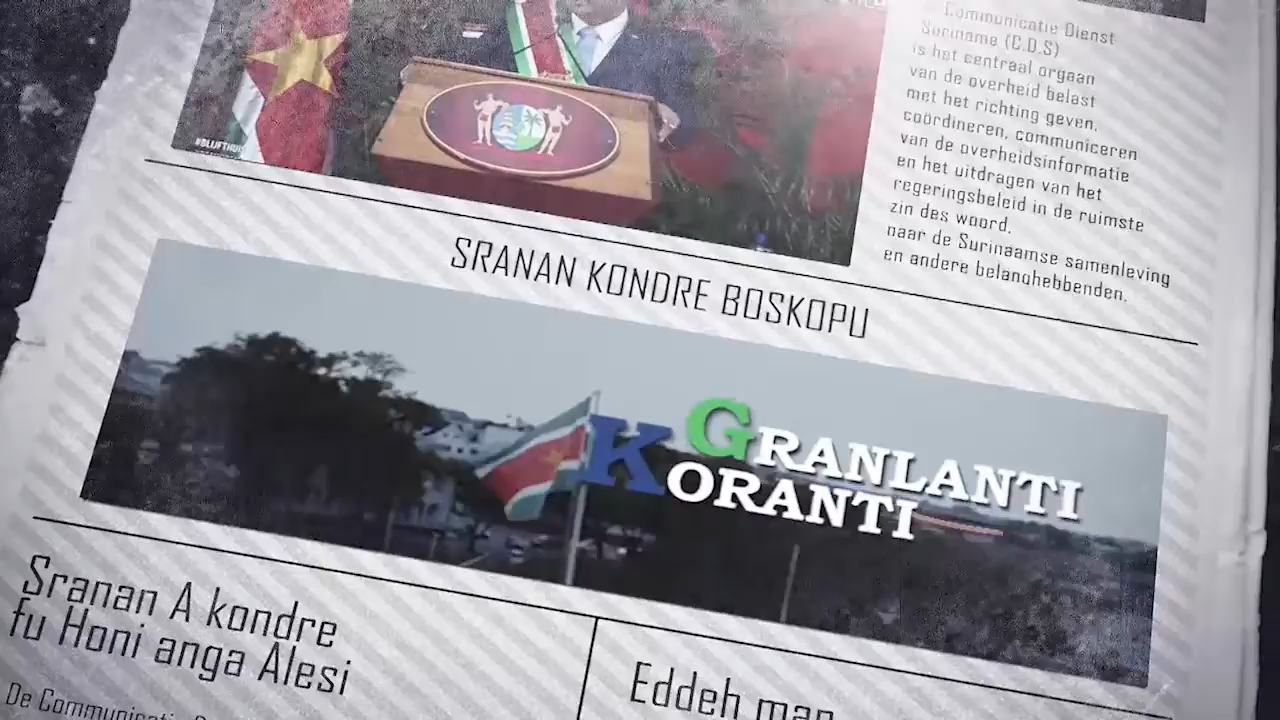 Communicatie Dienst
Suriname (C.D.S)
is het centraal orgaan
van de overheid belast
met het richting geven,
coördineren, communiceren
van de overheidsinformatie
en het uitdragen van het
regeringsbeleid in de ruimste
zin des woord.
naar de Surinaamse samenleving
en andere belanghebbenden.
SRANAN KONDRE BOSKOPU
GRANLANTI
KORANTI
Sranan A kondre
fu Honi anga Alesi
De
Eddeh man